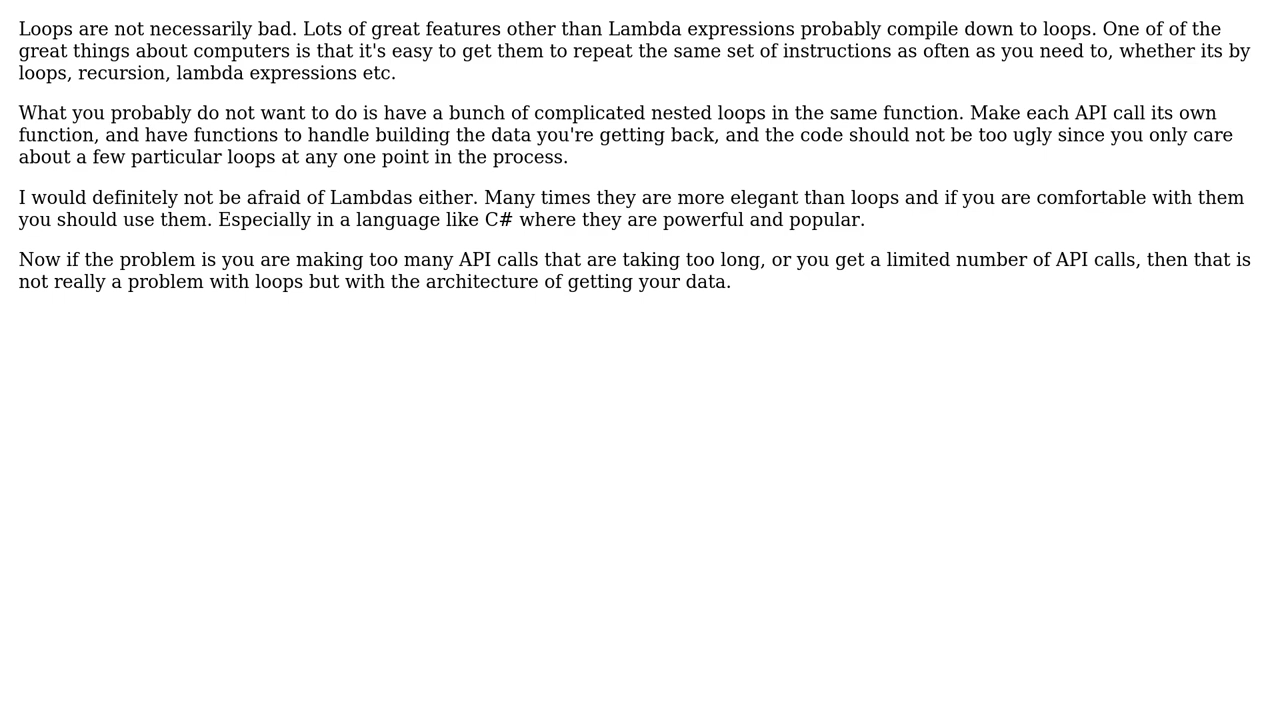 Loops are not necessarily bad. Lots of great features other than Lambda expressions probably compile down to loops. One of of the
great things about computers is that it's easy to get them to repeat the same set of instructions as often as you need to, whether its by
loops, recursion, lambda expressions etc.
What you probably do not want to do is have a bunch of complicated nested loops in the same function. Make each API call its own
function, and have functions to handle building the data you're getting back, and the code should not be too ugly since you only care
about a few particular loops at any one point in the process.
I would definitely not be afraid of Lambdas either. Many times they are more elegant than loops and if you are comfortable with them
you should use them. Especially in a language like C# where they are powerful and popular.
Now if the problem is you are making too many API calls that are taking too long, or you get a limited number of API calls, then that is
not really a problem with loops but with the architecture of getting your data.